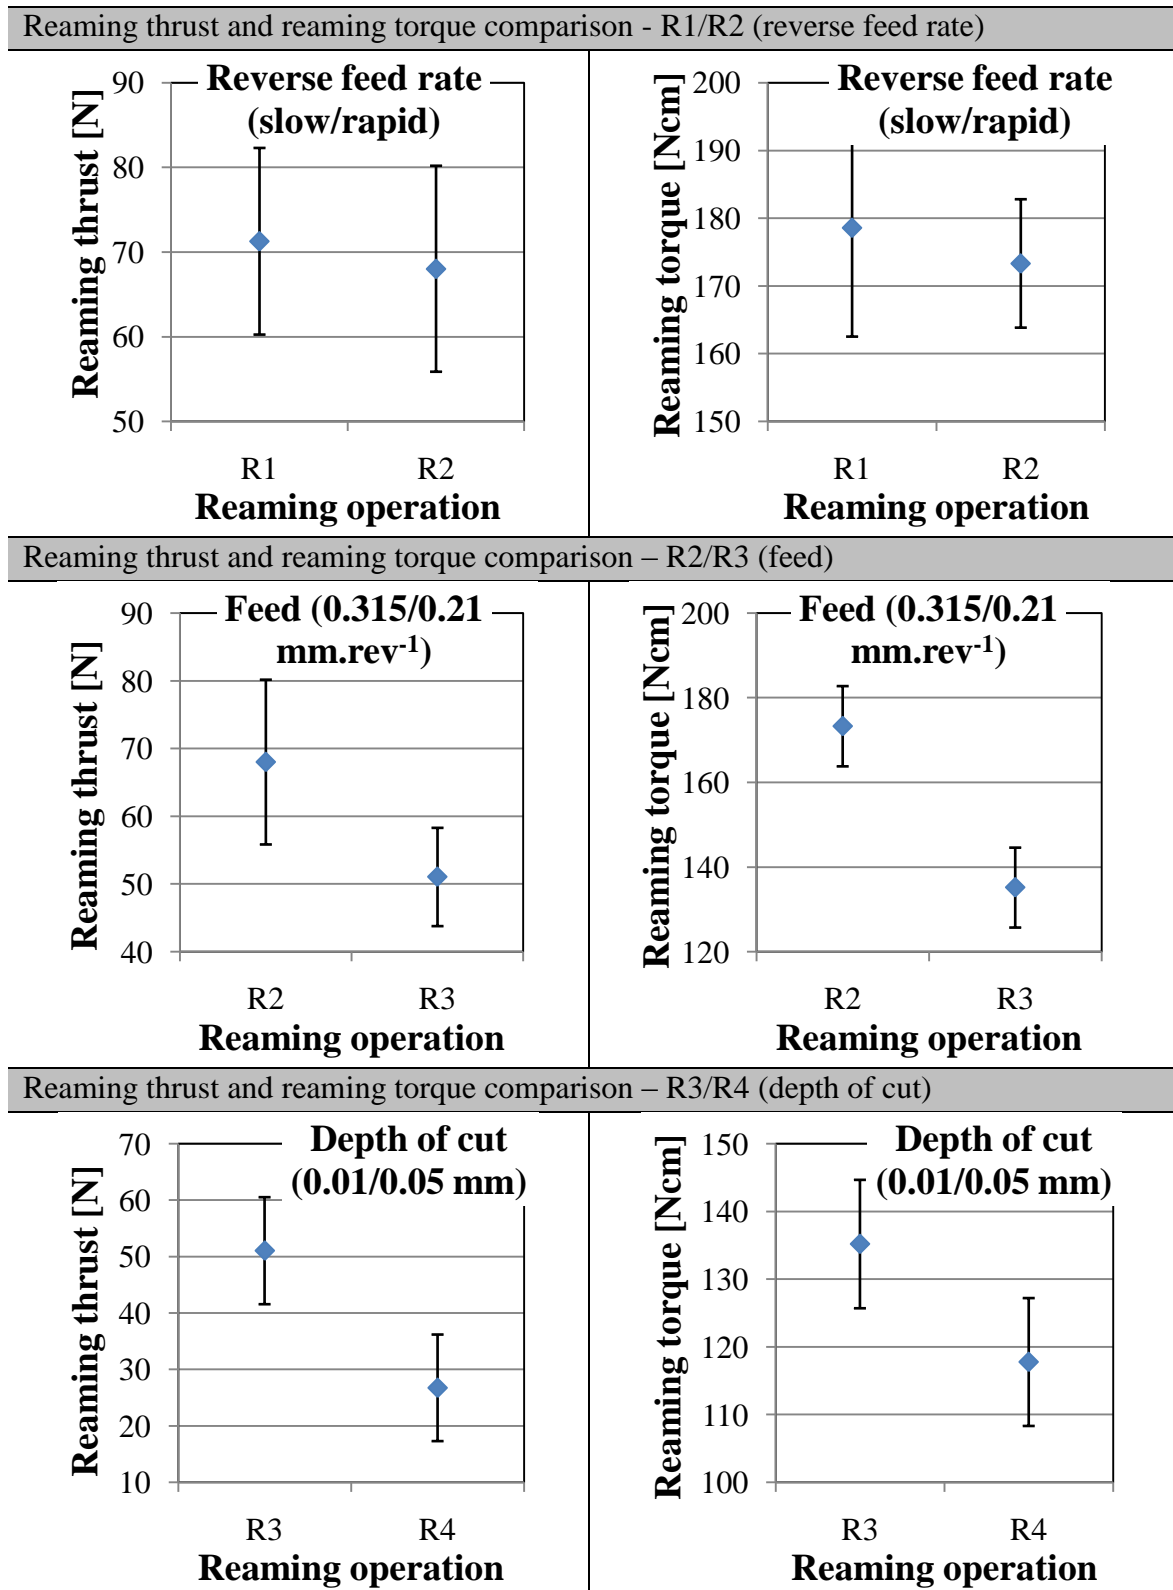 Reaming thrust and reaming torque comparison - R1/R2 (reverse feed rate)
Reverse feed rate
(slow/rapid)
Reaming thrust [N]
90
80
70
60
50
R1 R2
Reaming operation
Reverse feed rate
(slow/rapid)
Reaming torque [Ncm]
200
190
180
170
160
150
R1 R2
Reaming operation
Reaming thrust and reaming torque comparison – R2/R3 (feed)
Feed (0.315/0.21
mm.rev-1)
Reaming thrust [N]
90
80
70
60
50
40
R2 R3
Reaming operation
Feed (0.315/0.21
mm.rev-1)
Reaming torque [Ncm]
200
180
160
140
120
R2 R3
Reaming operation
Reaming thrust and reaming torque comparison – R3/R4 (depth of cut)
Depth of cut
(0.01/0.05 mm)
Reaming thrust [N]
70
60
50
40
30
20
10
R3 R4
Reaming operation
Depth of cut
(0.01/0.05 mm)
Reaming torque [Ncm]
150
140
130
120
110
100
R3 R4
Reaming operation